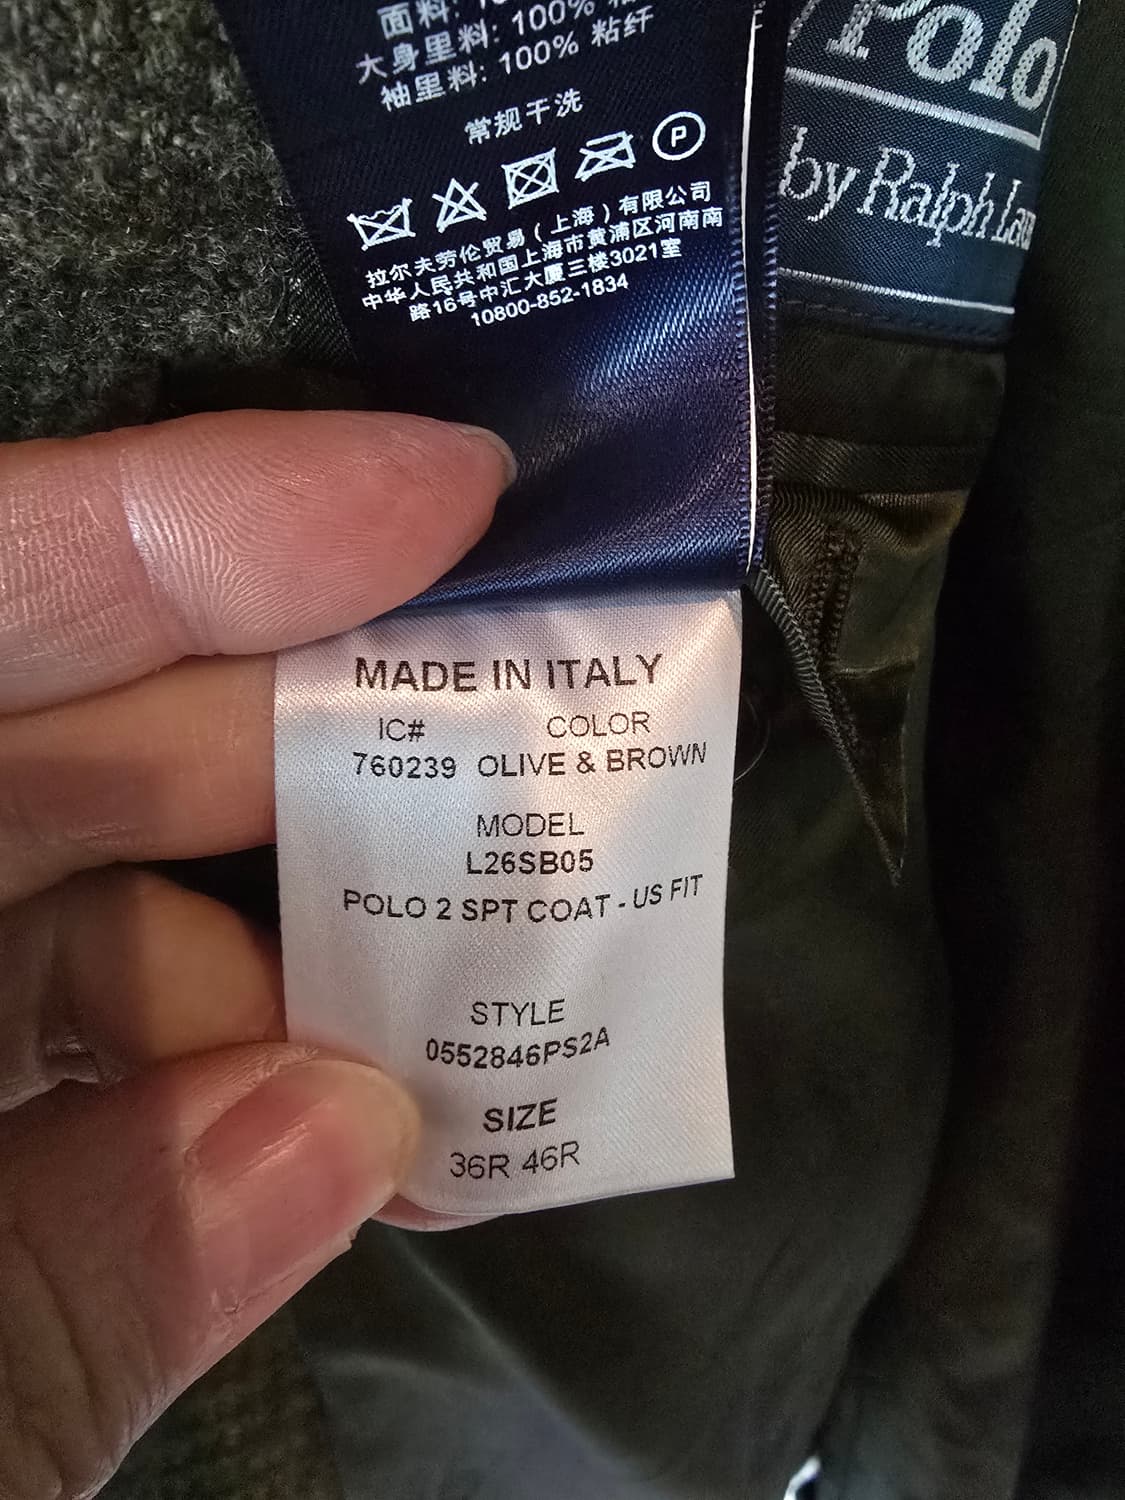 面料: 10
大身里料: 100%
袖里料: 100% 粘纤
常规干洗
P
拉尔夫劳伦贸易 ( 上海 ) 有限公司
中华人民共和国上海市黄浦区河南南
路16号中汇大厦三楼3021室
10800-852-1834
Polo
by Ralph Lau
MADE IN ITALY
IC# COLOR
760239 OLIVE & BROWN
MODEL
L26SB05
POLO 2 SPT COAT - US FIT
STYLE
0552846PS2A
SIZE
36R 46R